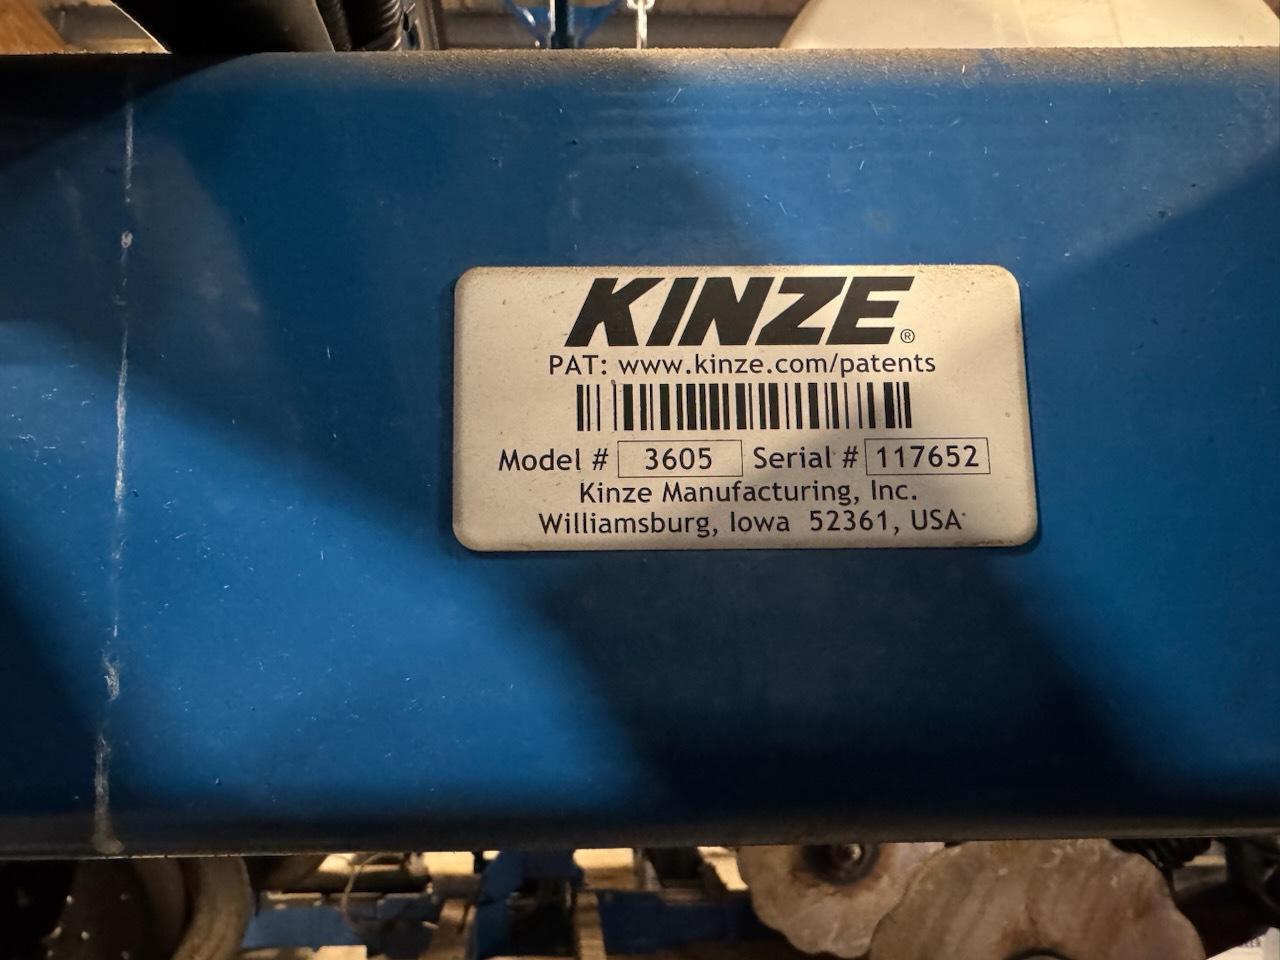 KINZE®
PAT: www.kinze.com/patents
Model # 3605 Serial # 117652
Kinze Manufacturing, Inc.
Williamsburg, Iowa 52361, USA